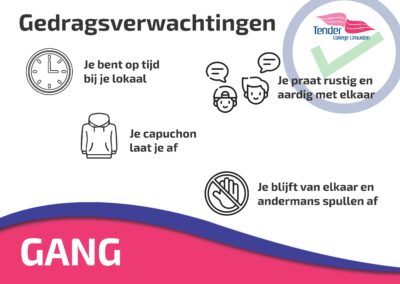 Gedragsverwachtingen
Tender
College IJmuiden
Je bent op tijd
bij je lokaal
Je praat rustig en
aardig met elkaar
Je capuchon
laat je af
Je blijft van elkaar en
andermans spullen af
GANG